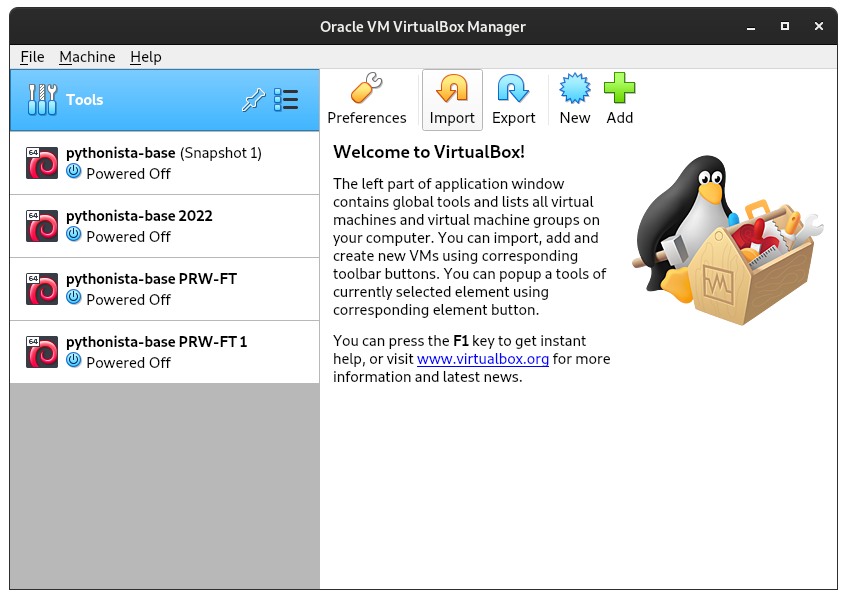 Oracle VM VirtualBox Manager
File Machine Help
Tools
Preferences Import Export New Add
64 pythonista-base (Snapshot 1)
Powered Off
64 pythonista-base 2022
Powered Off
64 pythonista-base PRW-FT
Powered Off
64 pythonista-base PRW-FT 1
Powered Off
Welcome to VirtualBox!
The left part of application window
contains global tools and lists all virtual
machines and virtual machine groups on
your computer. You can import, add and
create new VMs using corresponding
toolbar buttons. You can popup a tools of
currently selected element using
corresponding element button.
You can press the F1 key to get instant
help, or visit www.virtualbox.org for more
information and latest news.